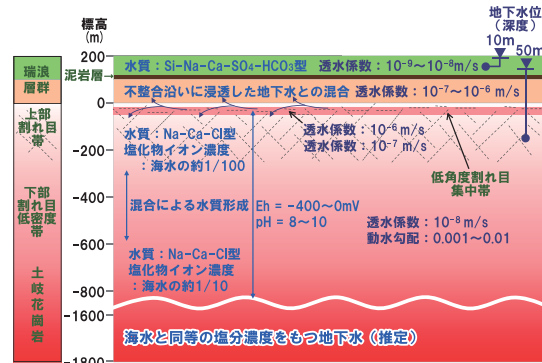 標高
(m)
地下水位
(深度)
10m
50m
200
0
-200
-400
-600
-800
-1600
-1800
瑞浪
層群
泥岩層→
上部
割れ目
帯
下部
割れ目
低密度
帯
土
岐
花
崗
岩
水質：Si-Na-Ca-SO₄-HCO₃型　透水係数：10⁻⁹～10⁻⁸m/s
不整合沿いに浸透した地下水との混合　透水係数：10⁻⁷～10⁻⁶ m/s
透水係数：10⁻⁶m/s
透水係数：10⁻⁷ m/s
水質：Na-Ca-Cl型
塩化物イオン濃度
：海水の約1/100
低角度割れ目
集中帯
混合による水質形成
Eh = -400～0mV
pH = 8～10
透水係数：10⁻⁸m/s
動水勾配：0.001～0.01
水質：Na-Ca-Cl型
塩化物イオン濃度
：海水の約1/10
海水と同等の塩分濃度をもつ地下水（推定）